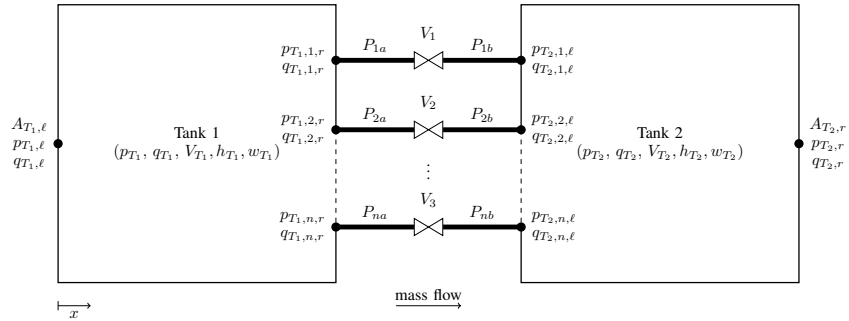 V_1
p_{T_1,1,r} P_{1a} P_{1b} p_{T_2,1,ℓ}
q_{T_1,1,r} q_{T_2,1,ℓ}
V_2
p_{T_1,2,r} P_{2a} P_{2b} p_{T_2,2,ℓ}
q_{T_1,2,r} q_{T_2,2,ℓ}
A_{T_1,ℓ} Tank 1 Tank 2 A_{T_2,r}
p_{T_1,ℓ} (p_{T_1}, q_{T_1}, V_{T_1}, h_{T_1}, w_{T_1}) (p_{T_2}, q_{T_2}, V_{T_2}, h_{T_2}, w_{T_2}) p_{T_2,r}
q_{T_1,ℓ} q_{T_2,r}
⋮
V_3
p_{T_1,n,r} P_{na} P_{nb} p_{T_2,n,ℓ}
q_{T_1,n,r} q_{T_2,n,ℓ}
x
mass flow